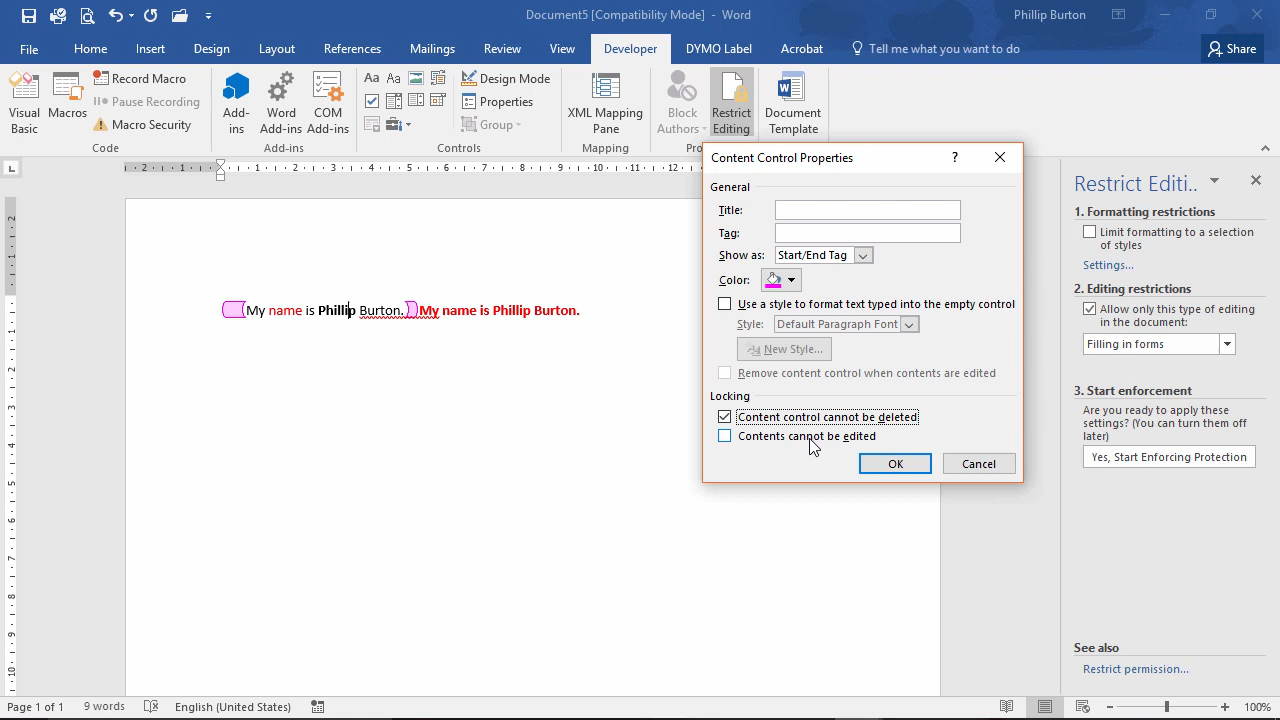 Document5 [Compatibility Mode] - Word
Phillip Burton
File Home Insert Design Layout References Mailings Review View Developer DYMO Label Acrobat Tell me what you want to do Share
Visual Basic
Macros
Record Macro
Pause Recording
Macro Security
Code
Add-ins
Word Add-ins
COM Add-ins
Add-ins
Aa Aa
Design Mode
Properties
Group
Controls
XML Mapping Pane
Mapping
Block Authors
Restrict Editing
Document Template
Content Control Properties
?
General
Title:
Tag:
Show as: Start/End Tag
Color:
Use a style to format text typed into the empty control
Style: Default Paragraph Font
New Style...
Remove content control when contents are edited
Locking
Content control cannot be deleted
Contents cannot be edited
OK Cancel
My name is Phillip Burton. My name is Phillip Burton.
Restrict Editi..
1. Formatting restrictions
Limit formatting to a selection
of styles
Settings...
2. Editing restrictions
Allow only this type of editing
in the document:
Filling in forms
3. Start enforcement
Are you ready to apply these
settings? (You can turn them off
later)
Yes, Start Enforcing Protection
See also
Restrict permission...
Page 1 of 1 9 words English (United States) 100%